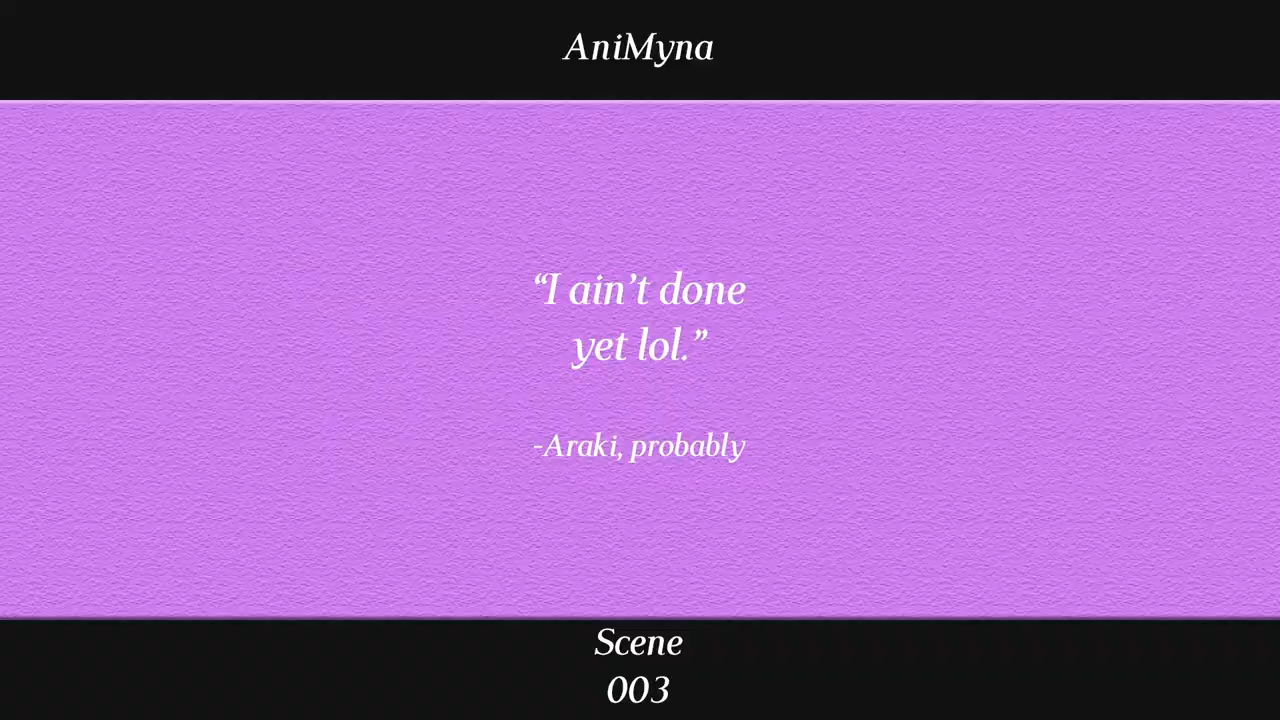 AniMyna
“I ain’t done
yet lol.”
-Araki, probably
Scene
003